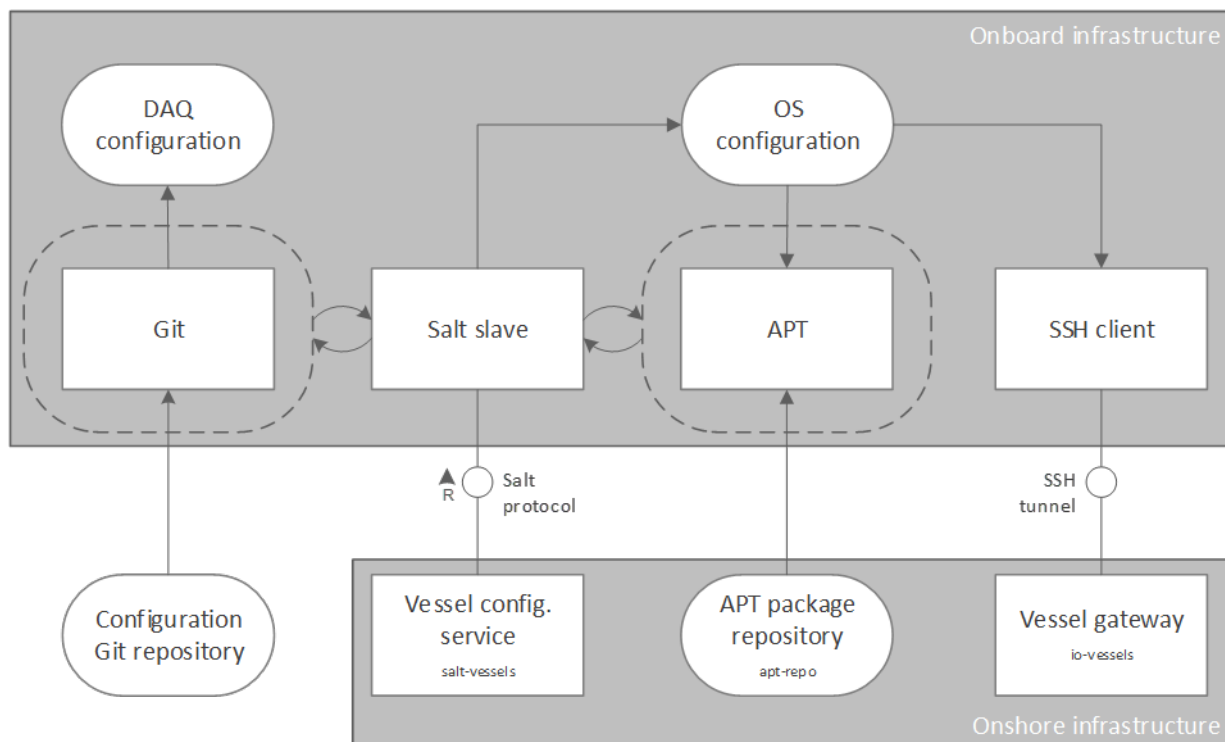 Onboard infrastructure
DAQ
configuration
OS
configuration
Git
Salt slave
APT
SSH client
R
Salt
protocol
SSH
tunnel
Configuration
Git repository
Vessel config.
service
salt-vessels
APT package
repository
apt-repo
Vessel gateway
io-vessels
Onshore infrastructure